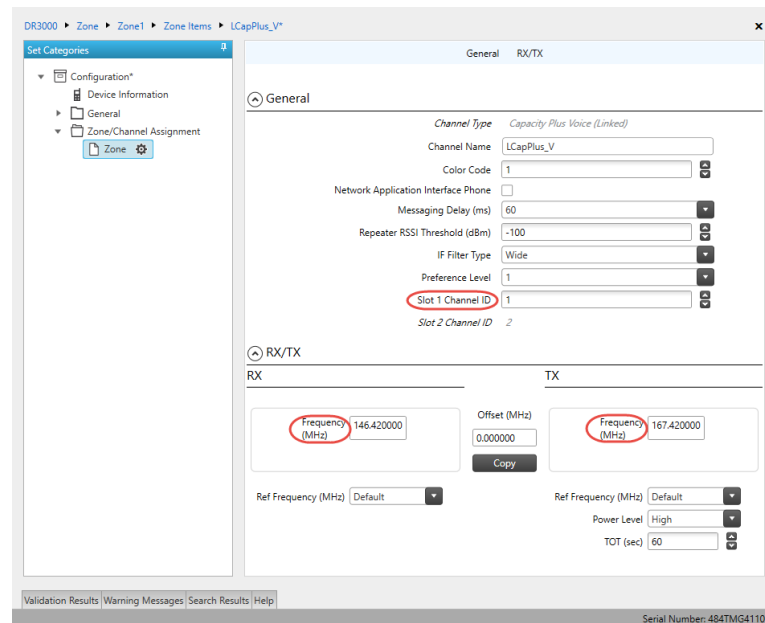 DR3000 ▸ Zone ▸ Zone1 ▸ Zone Items ▸ LCapPlus_V*
Set Categories
Configuration*
Device Information
General
Zone/Channel Assignment
Zone
General RX/TX
General
Channel Type Capacity Plus Voice (Linked)
Channel Name LCapPlus_V
Color Code 1
Network Application Interface Phone
Messaging Delay (ms) 60
Repeater RSSI Threshold (dBm) -100
IF Filter Type Wide
Preference Level 1
Slot 1 Channel ID 1
Slot 2 Channel ID 2
RX/TX
RX TX
Offset (MHz)
Frequency (MHz) 146.420000
0.000000
Frequency (MHz) 167.420000
Copy
Ref Frequency (MHz) Default
Ref Frequency (MHz) Default
Power Level High
TOT (sec) 60
Validation Results Warning Messages Search Results Help
Serial Number: 484TMG4110